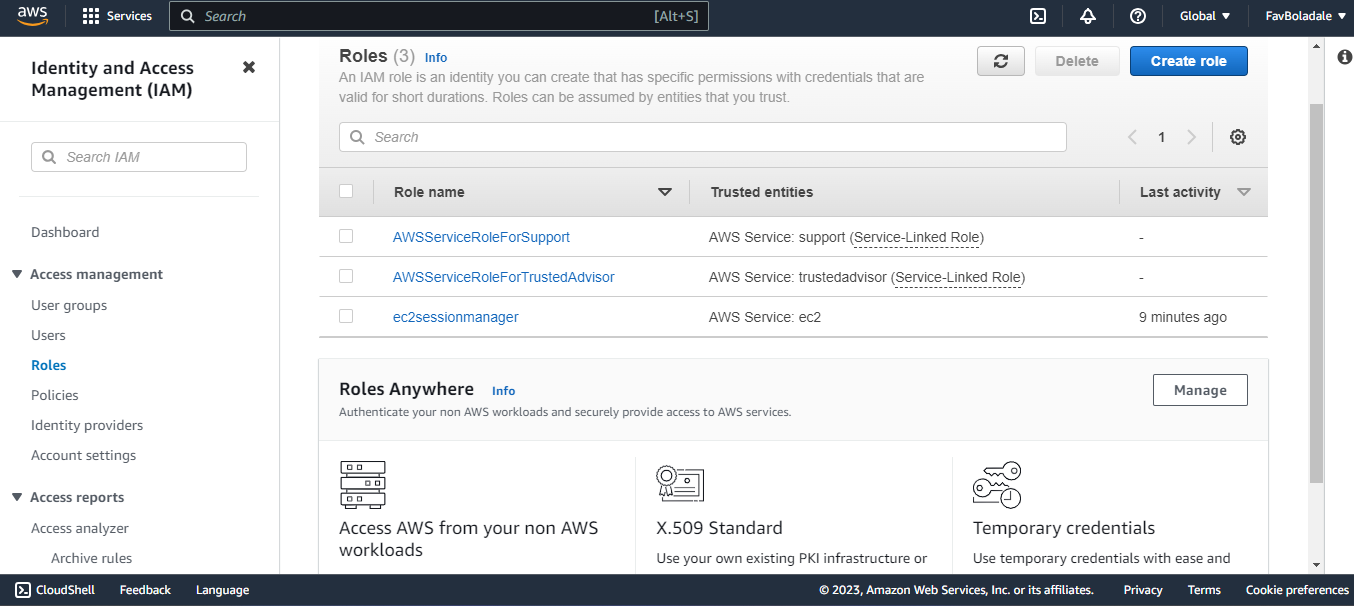 aws
Services
Search
[Alt+S]
Global
FavBoladale
Identity and Access
Management (IAM)
Search IAM
Dashboard
Access management
User groups
Users
Roles
Policies
Identity providers
Account settings
Access reports
Access analyzer
Archive rules
Roles (3) Info
An IAM role is an identity you can create that has specific permissions with credentials that are
valid for short durations. Roles can be assumed by entities that you trust.
Delete
Create role
Search
1
Role name Trusted entities Last activity
AWSServiceRoleForSupport AWS Service: support (Service-Linked Role) -
AWSServiceRoleForTrustedAdvisor AWS Service: trustedadvisor (Service-Linked Role) -
ec2sessionmanager AWS Service: ec2 9 minutes ago
Roles Anywhere Info
Authenticate your non AWS workloads and securely provide access to AWS services.
Manage
Access AWS from your non AWS
workloads
X.509 Standard
Use your own existing PKI infrastructure or
Temporary credentials
Use temporary credentials with ease and
CloudShell Feedback Language © 2023, Amazon Web Services, Inc. or its affiliates. Privacy Terms Cookie preferences